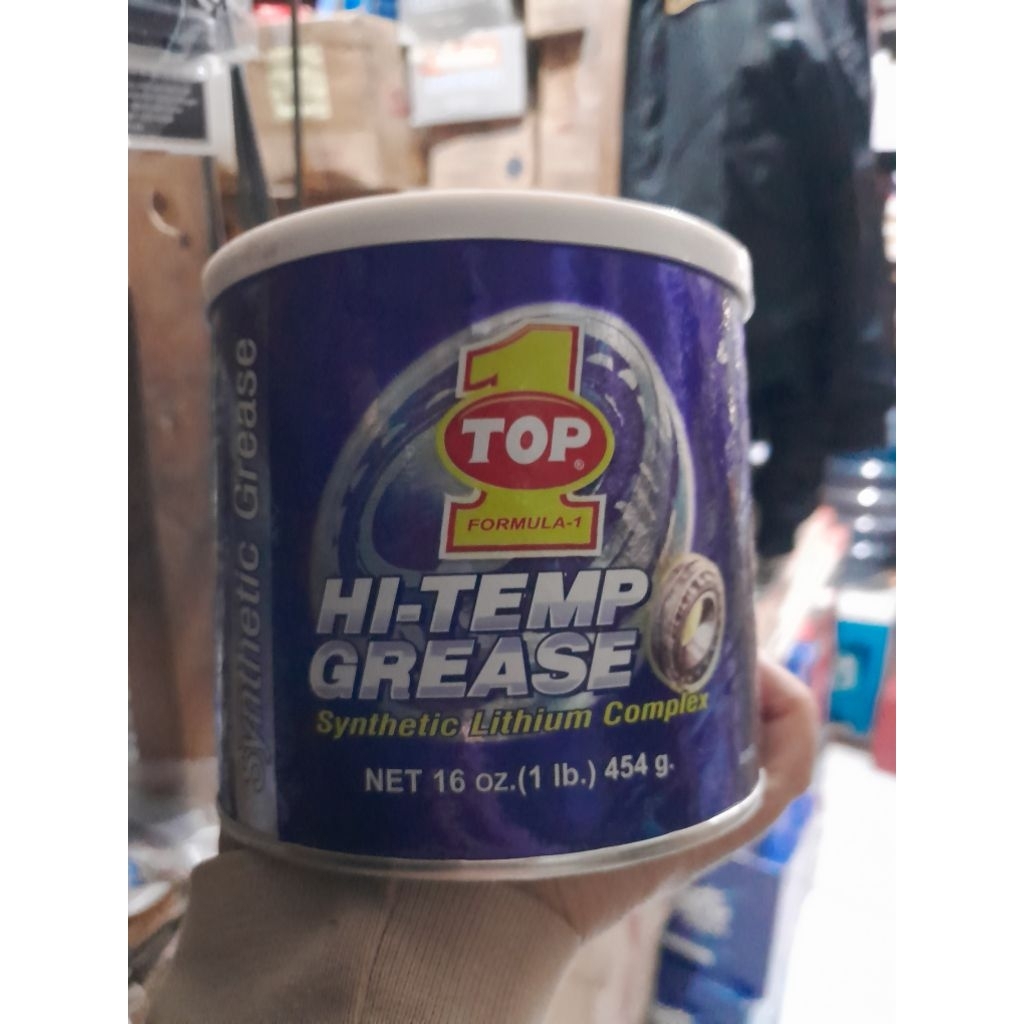 Synthetic Grease
1
TOP®
FORMULA-1
HI-TEMP
GREASE
Synthetic Lithium Complex
NET 16 oz.(1 lb.) 454 g.